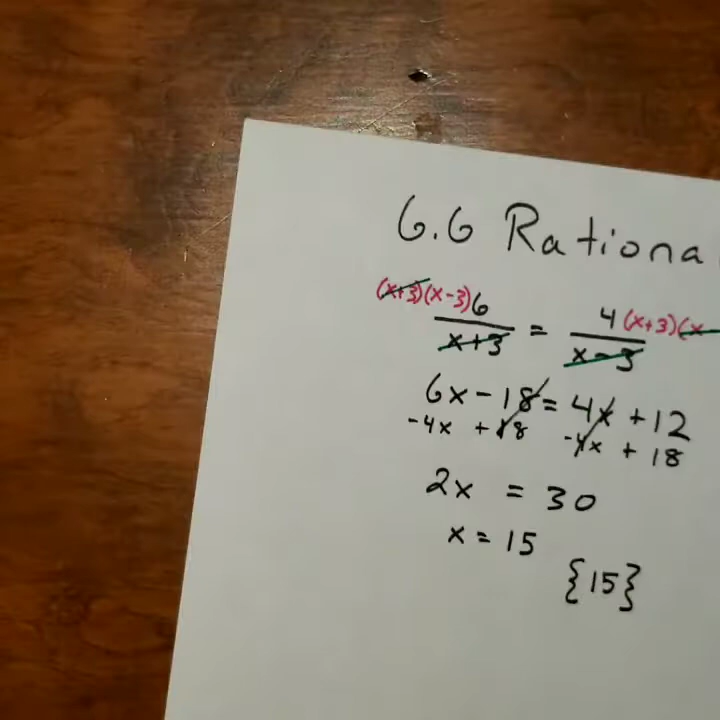 6.6 Rationa
(x+3)(x-3)6 = 4(x+3)(x
x+3 x-3
6x - 18 = 4x + 12
-4x + 18 -4x + 18
2x = 30
x = 15
{15}